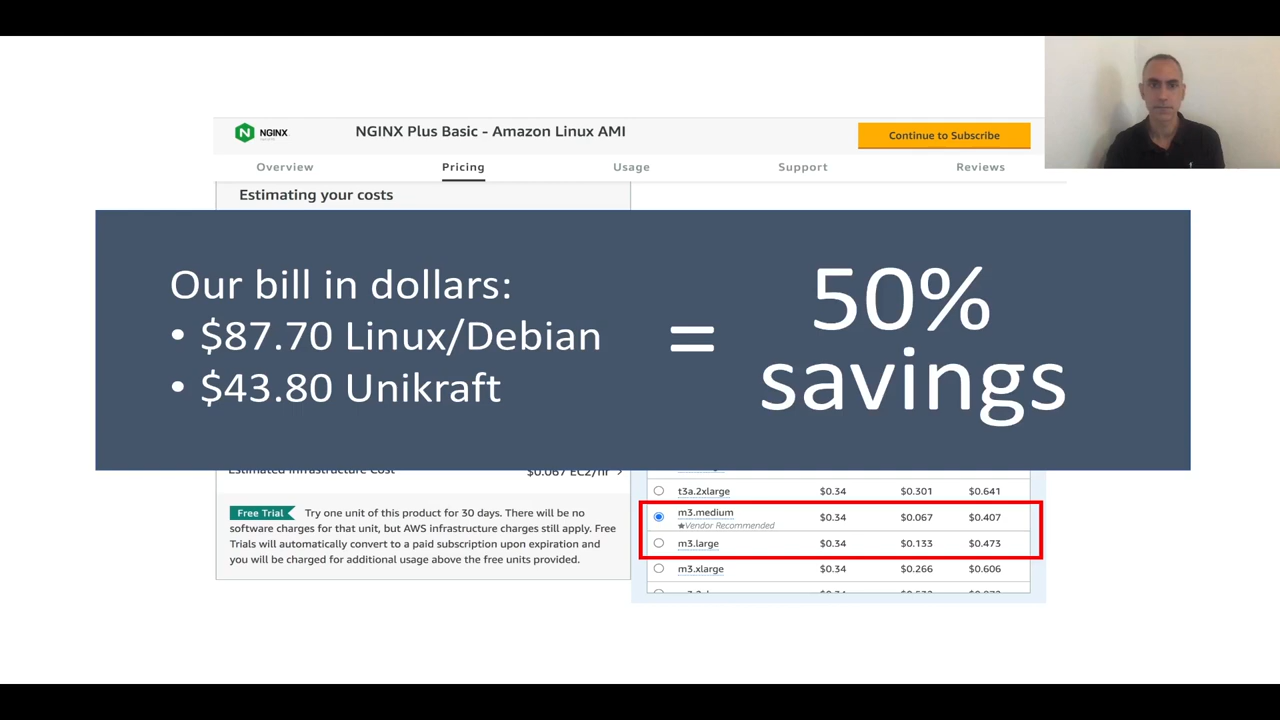 NGINX
NGINX Plus Basic - Amazon Linux AMI
Continue to Subscribe
Overview
Pricing
Usage
Support
Reviews
Estimating your costs
Our bill in dollars:
• $87.70 Linux/Debian
• $43.80 Unikraft
=
50%
savings
Estimated Infrastructure Cost $0.067 EC2/hr >
Free Trial Try one unit of this product for 30 days. There will be no
software charges for that unit, but AWS infrastructure charges still apply. Free
Trials will automatically convert to a paid subscription upon expiration and
you will be charged for additional usage above the free units provided.
t3a.2xlarge $0.34 $0.301 $0.641
m3.medium $0.34 $0.067 $0.407
★Vendor Recommended
m3.large $0.34 $0.133 $0.473
m3.xlarge $0.34 $0.266 $0.606